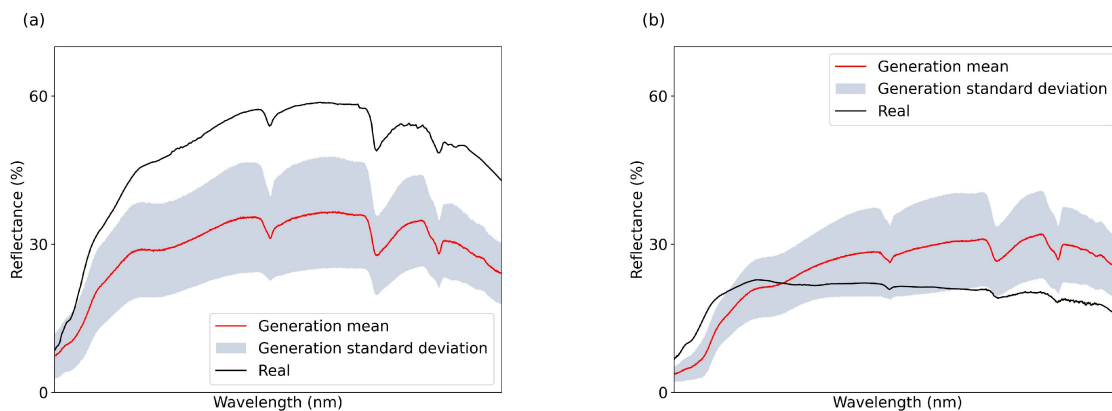 (a)
(b)
60
30
0
Reflectance (%)
Wavelength (nm)
Generation mean
Generation standard deviation
Real
60
30
0
Reflectance (%)
Wavelength (nm)
Generation mean
Generation standard deviation
Real